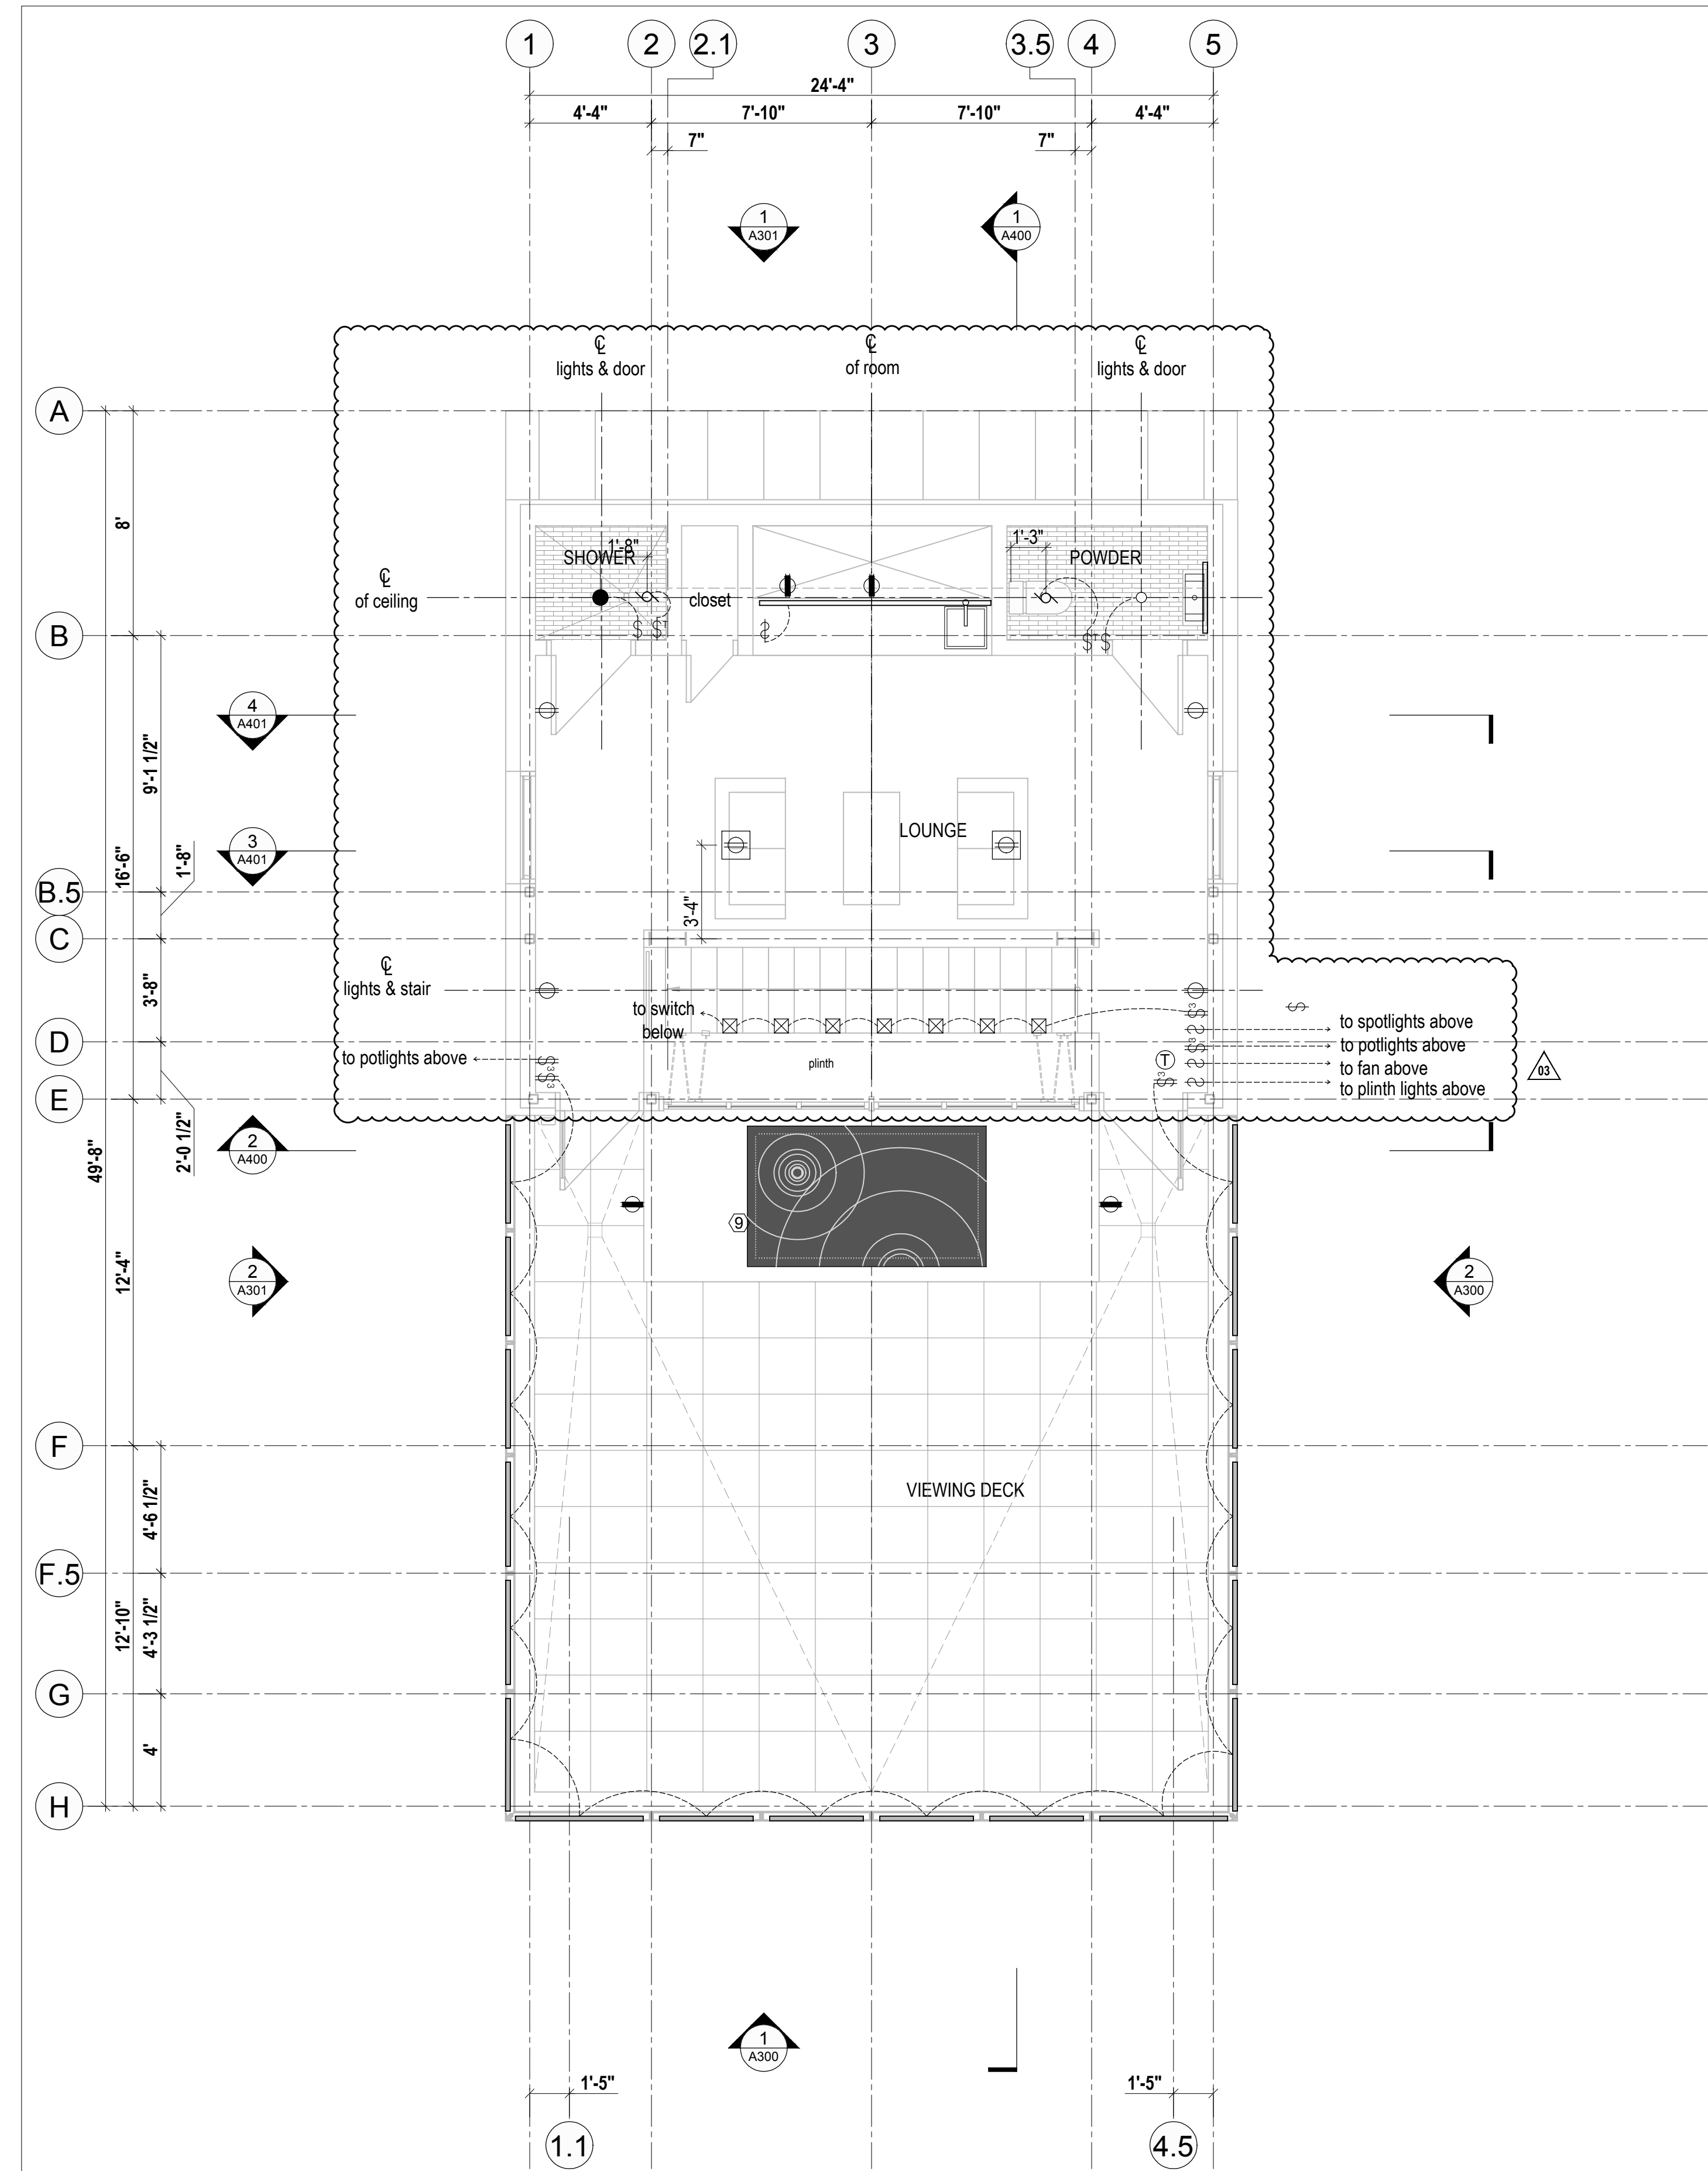 1 2 2.1 3 3.5 4 5
24'-4"
4'-4" 7'-10" 7'-10" 4'-4"
7" 7"
1
A301
1
A400
℄
lights & door
℄
of room
℄
lights & door
A
8'
SHOWER
1'-8"
1'-3"
POWDER
℄
of ceiling
closet
$ $T
$
$T $
B
4
A401
9'-1 1/2"
LOUNGE
3
A401
16'-6"
1'-8"
B.5
3'-4"
C
℄
lights & stair
3'-8"
to switch
below
$3
$
$
to spotlights above
D
to potlights above
$3
$3
plinth
$3
to potlights above
T
$
to fan above
$3
$
to plinth lights above
03
E
2
A400
2'-0 1/2"
49'-8"
9
2
A301
2
A300
12'-4"
F
VIEWING DECK
4'-6 1/2"
F.5
12'-10"
4'-3 1/2"
G
4'
H
1
A300
1'-5" 1'-5"
1.1 4.5